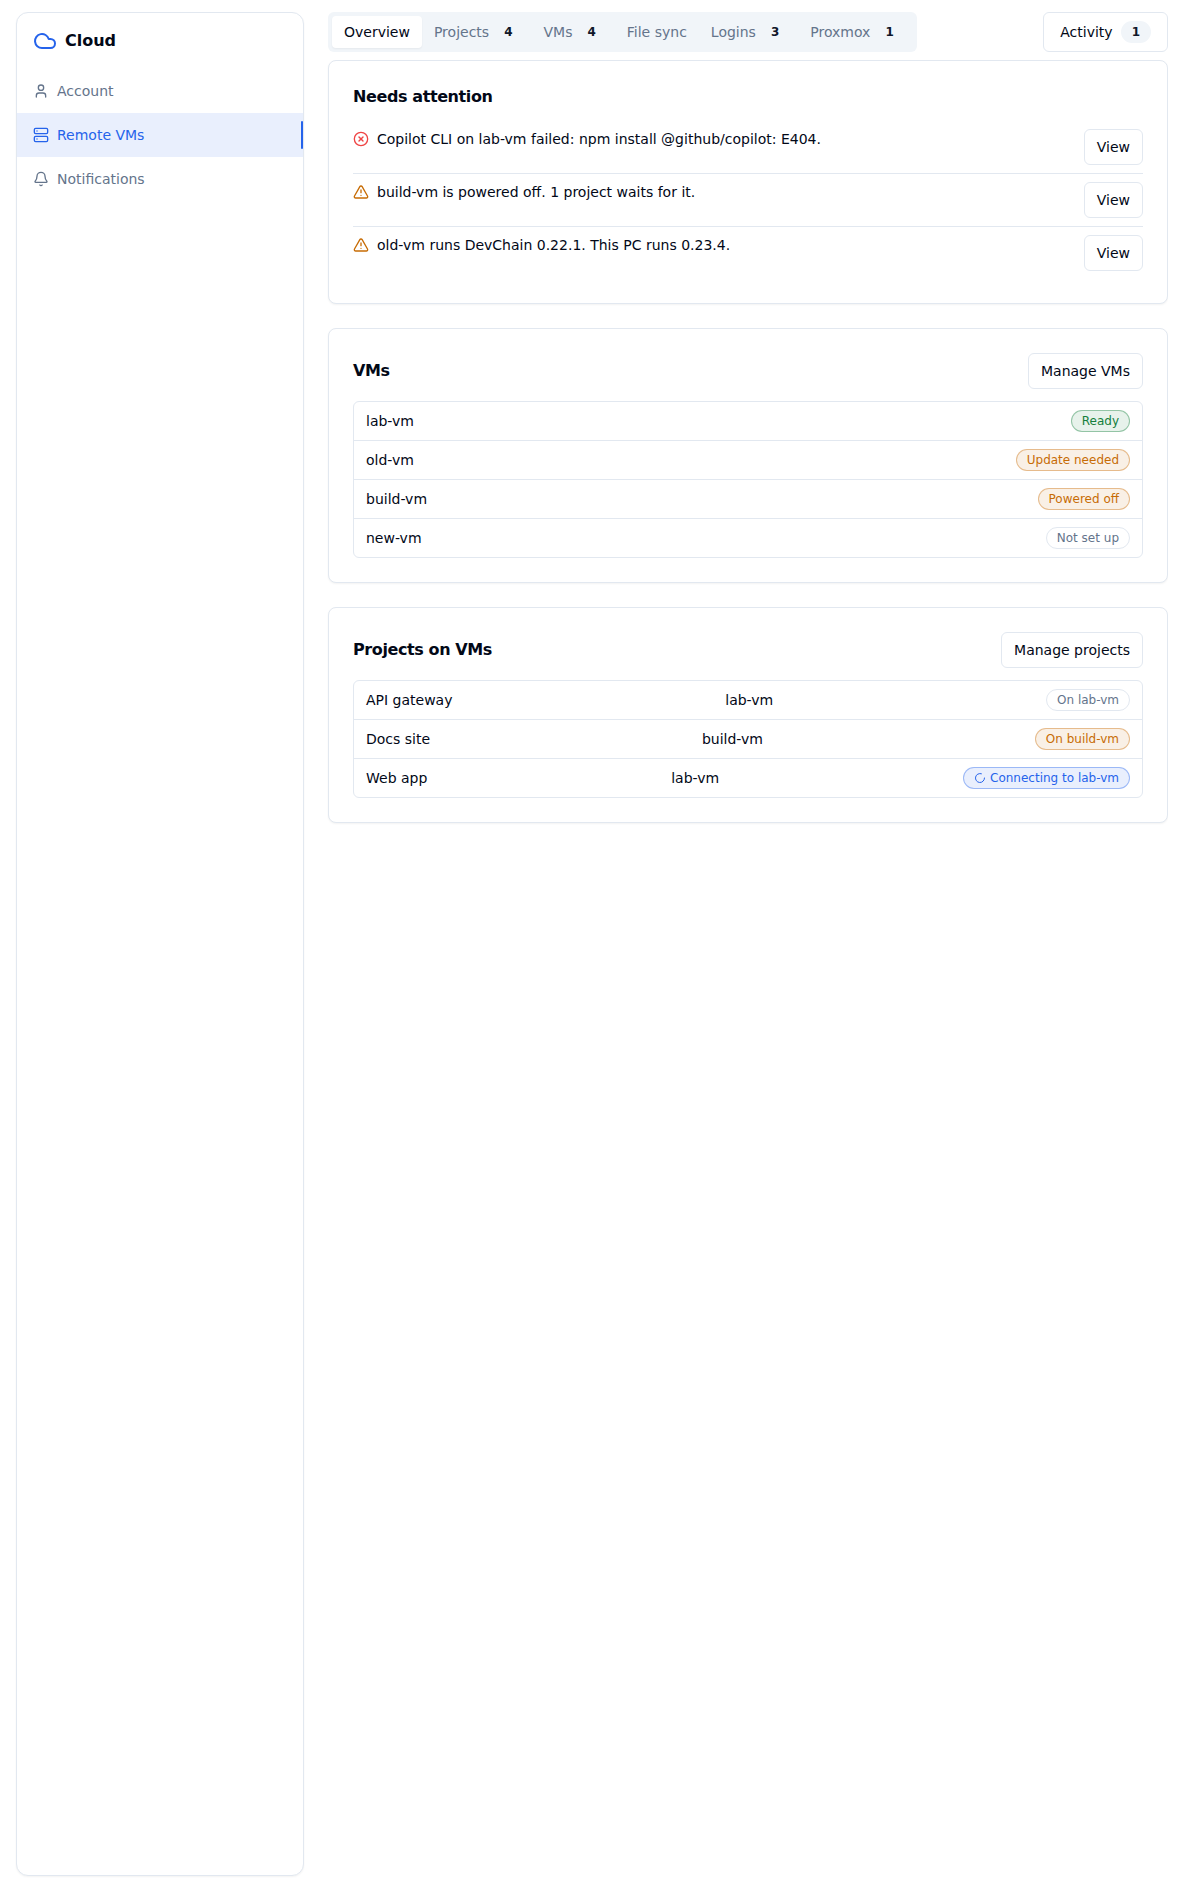 Cloud
Account
Remote VMs
Notifications
Overview Projects 4 VMs 4 File sync Logins 3 Proxmox 1 Activity 1
Needs attention
Copilot CLI on lab-vm failed: npm install @github/copilot: E404. View
build-vm is powered off. 1 project waits for it. View
old-vm runs DevChain 0.22.1. This PC runs 0.23.4. View
VMs Manage VMs
lab-vm Ready
old-vm Update needed
build-vm Powered off
new-vm Not set up
Projects on VMs Manage projects
API gateway lab-vm On lab-vm
Docs site build-vm On build-vm
Web app lab-vm Connecting to lab-vm